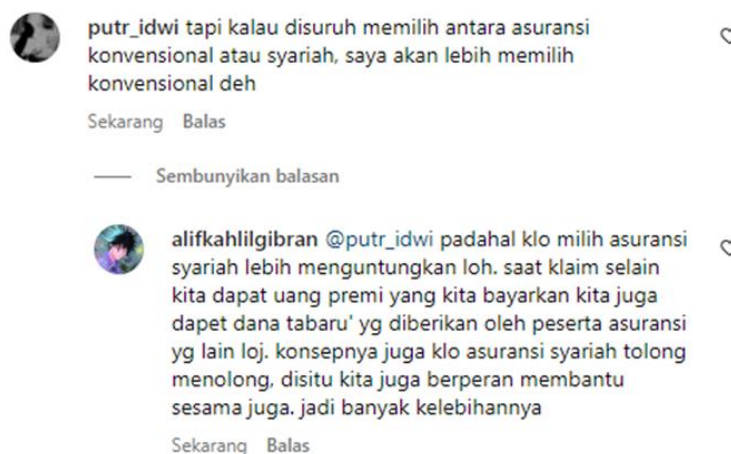 putr_idwi tapi kalau disuruh memilih antara asuransi
konvensional atau syariah, saya akan lebih memilih
konvensional deh
Sekarang Balas
Sembunyikan balasan
alifkahlilgibran @putr_idwi padahal klo milih asuransi
syariah lebih menguntungkan loh. saat klaim selain
kita dapat uang premi yang kita bayarkan kita juga
dapet dana tabaru' yg diberikan oleh peserta asuransi
yg lain loj. konsepnya juga klo asuransi syariah tolong
menolong, disitu kita juga berperan membantu
sesama juga. jadi banyak kelebihannya
Sekarang Balas